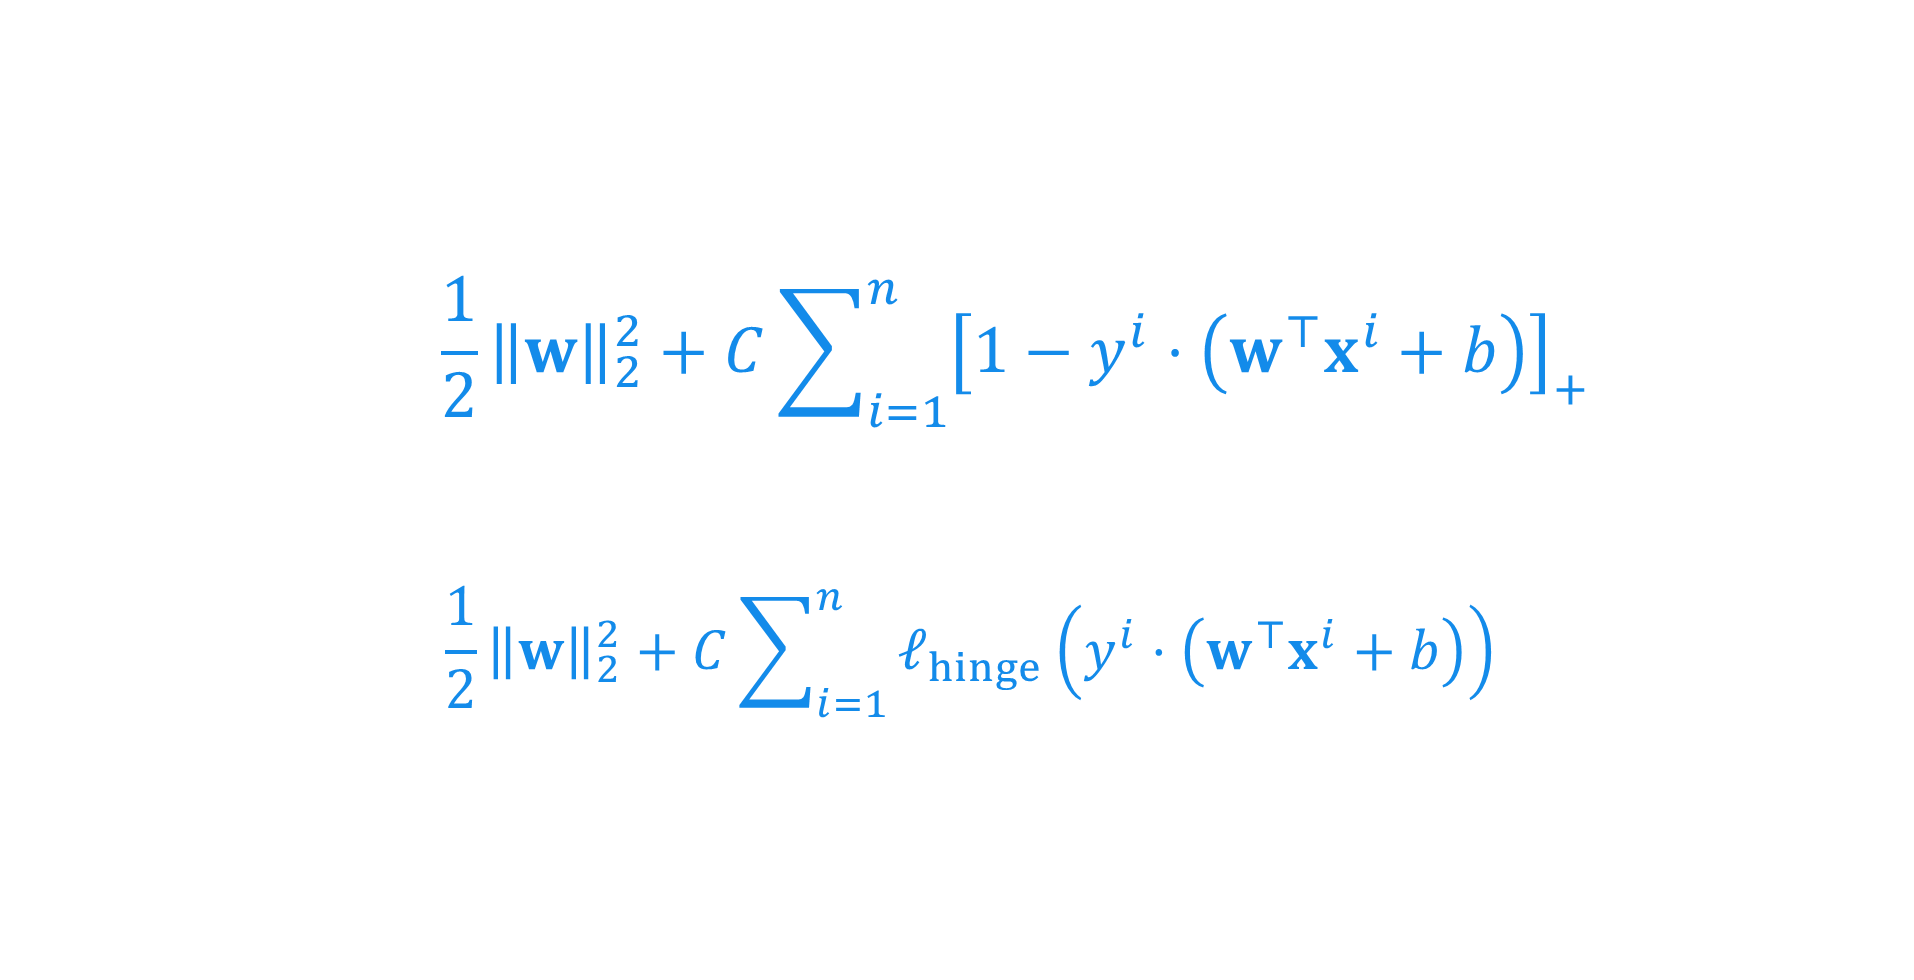 \frac{1}{2}\|\mathbf{w}\|_2^2 + C\sum_{i=1}^{n}\left[1 - y^i \cdot \left(\mathbf{w}^\top \mathbf{x}^i + b\right)\right]_+
\frac{1}{2}\|\mathbf{w}\|_2^2 + C\sum_{i=1}^{n} \ell_{\text{hinge}}\left(y^i \cdot \left(\mathbf{w}^\top \mathbf{x}^i + b\right)\right)